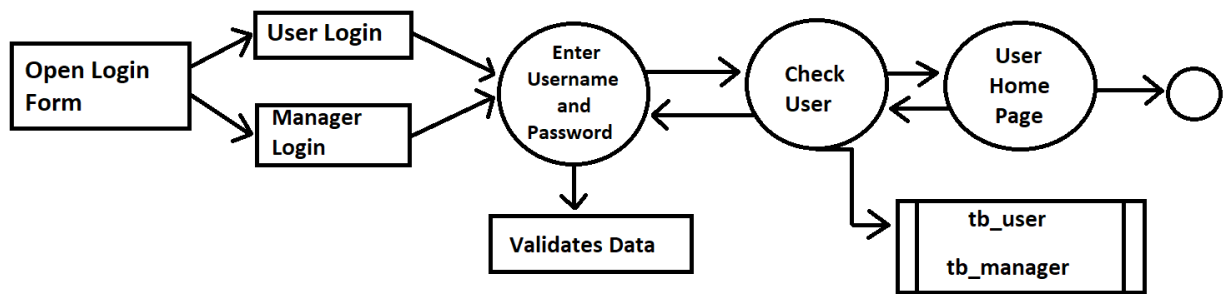 Open Login
Form
User Login
Manager
Login
Enter
Username
and
Password
Validates Data
Check
User
User
Home
Page
tb_user
tb_manager